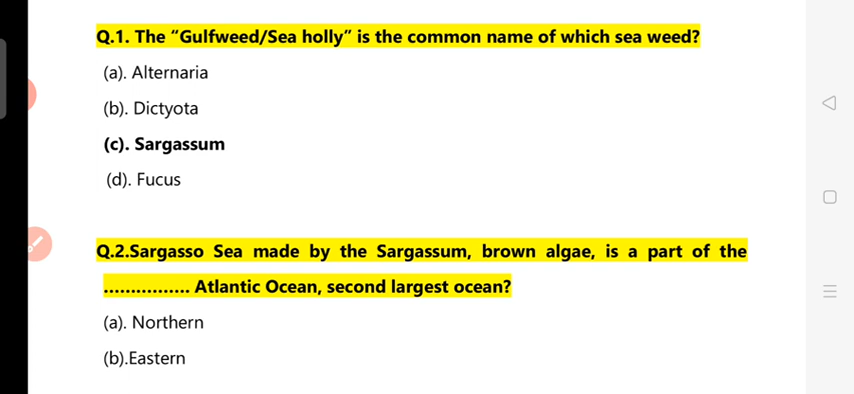 Q.1. The “Gulfweed/Sea holly” is the common name of which sea weed?
(a). Alternaria
(b). Dictyota
(c). Sargassum
(d). Fucus
Q.2.Sargasso Sea made by the Sargassum, brown algae, is a part of the
................ Atlantic Ocean, second largest ocean?
(a). Northern
(b).Eastern